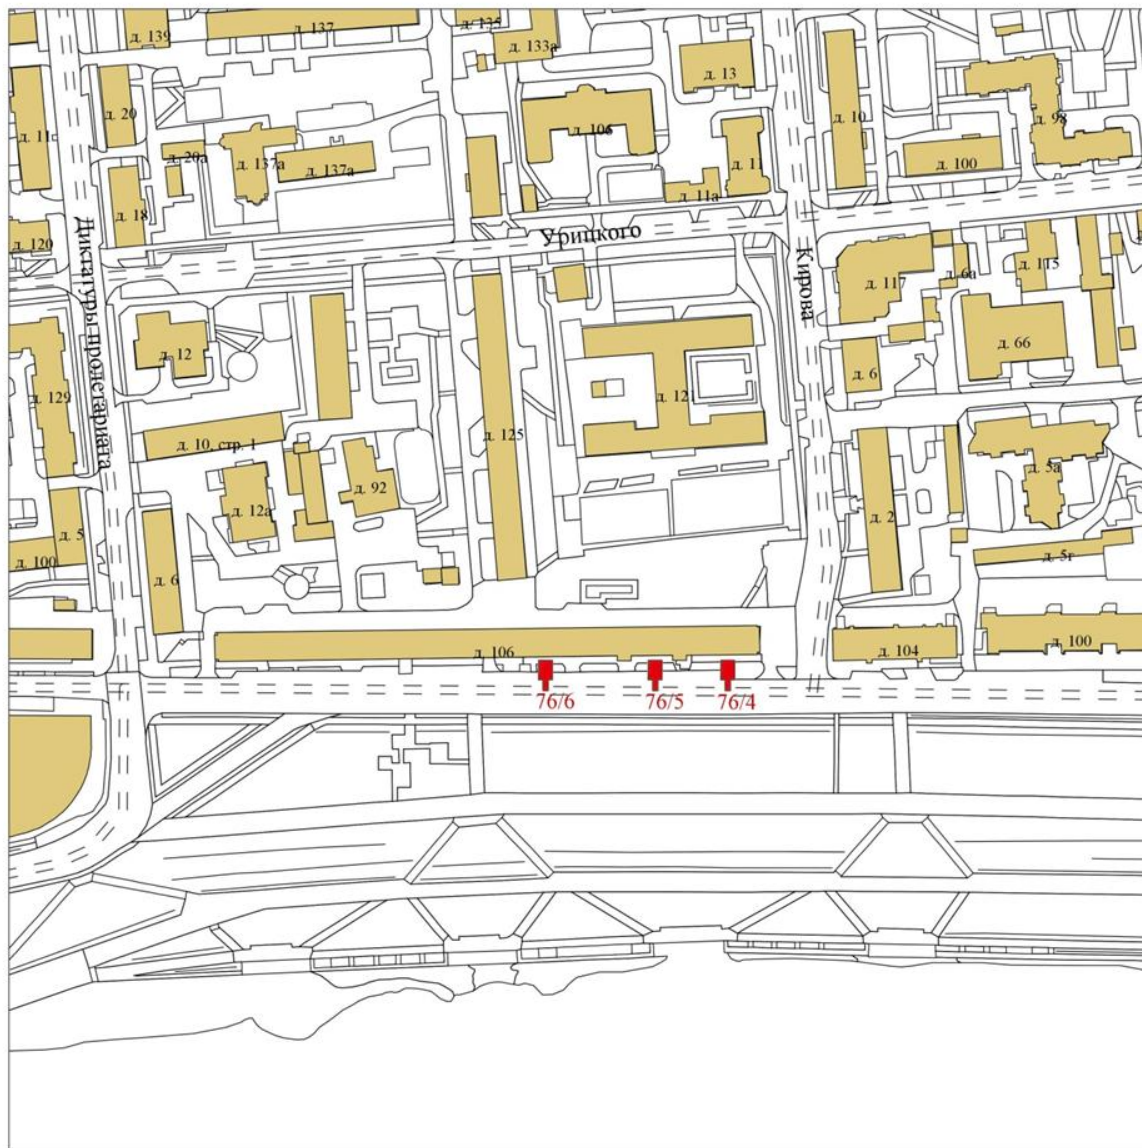 д. 139
д. 137
д. 135
д. 133а
д. 13
д. 20
д. 106
д. 10
д. 98
д. 20а
д. 137а
д. 137а
д. 11
д. 100
д. 11а
д. 18
д. 120
Урицкого
Диктатуры пролетариата
Кирова
д. 117
д. 6а
д. 115
д. 12
д. 66
д. 6
д. 129
д. 121
д. 10, стр. 1
д. 125
д. 5а
д. 92
д. 12а
д. 2
д. 5
д. 100
д. 5г
д. 6
д. 106
д. 104
д. 100
76/6
76/5
76/4